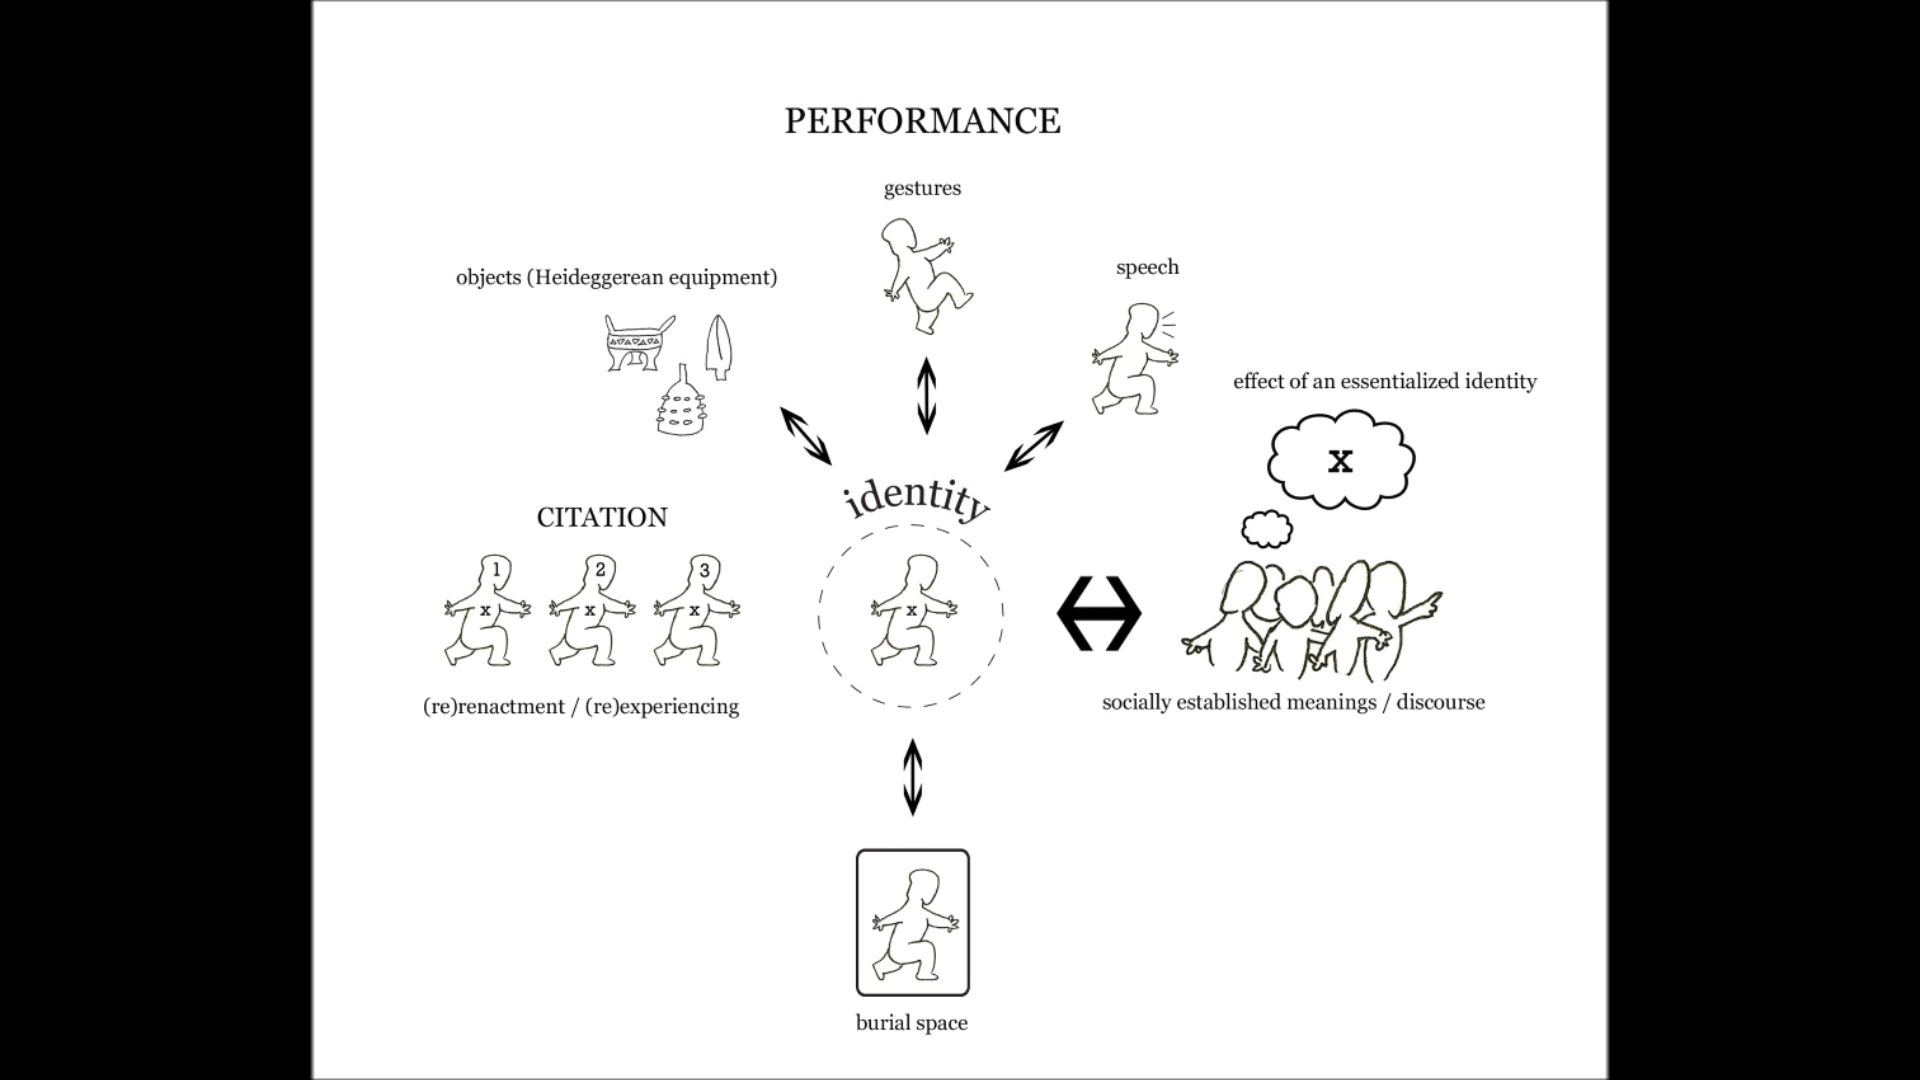 PERFORMANCE
gestures
speech
objects (Heideggerean equipment)
effect of an essentialized identity
x
identity
CITATION
1 2 3
x x x x
(re)renactment / (re)experiencing
socially established meanings / discourse
burial space